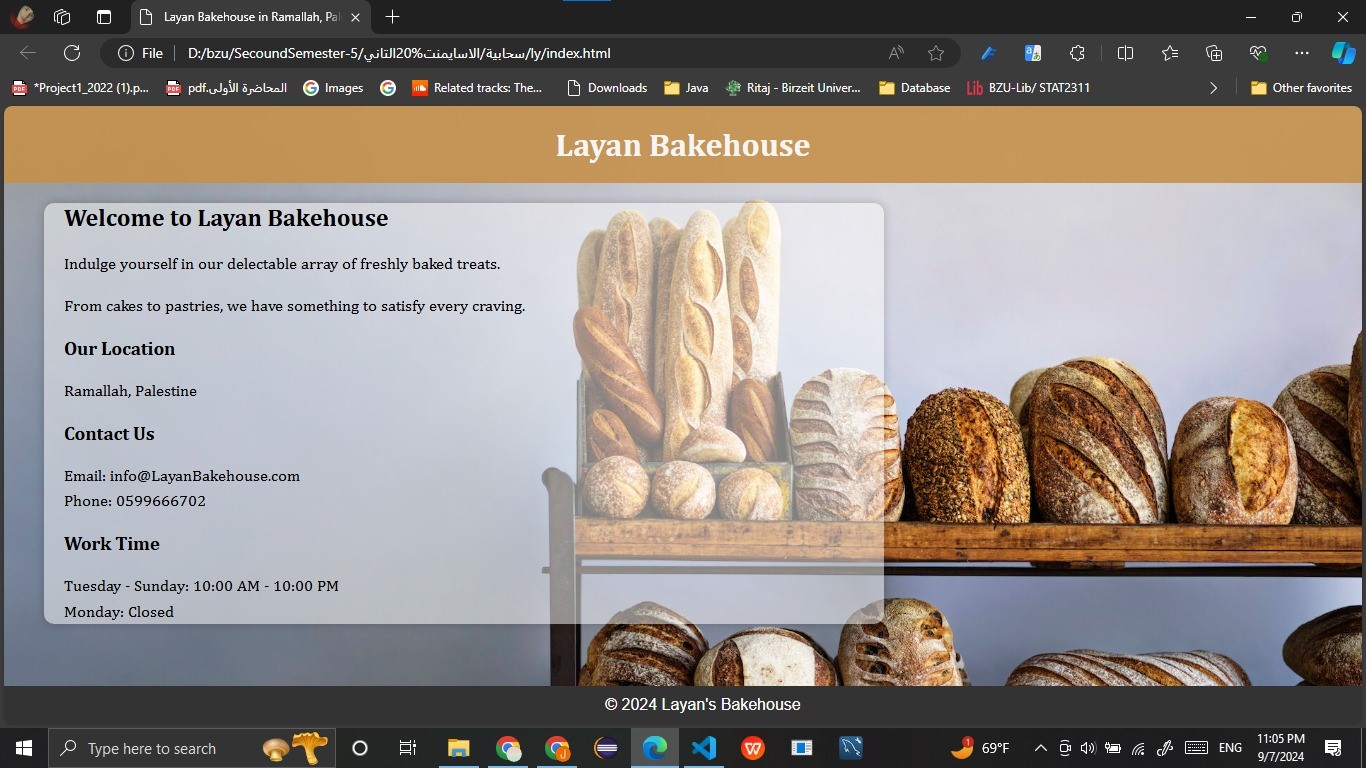 Layan Bakehouse in Ramallah, Pal
File
D:/bzu/SecoundSemester-5/سحابية/الاسايمنت%20التاني/ly/index.html
*Project1_2022 (1).p...
المحاضرة الأولى.pdf
Images
Related tracks: The...
Downloads
Java
Ritaj - Birzeit Univer...
Database
BZU-Lib/ STAT2311
Other favorites
Layan Bakehouse
Welcome to Layan Bakehouse
Indulge yourself in our delectable array of freshly baked treats.
From cakes to pastries, we have something to satisfy every craving.
Our Location
Ramallah, Palestine
Contact Us
Email: info@LayanBakehouse.com
Phone: 0599666702
Work Time
Tuesday - Sunday: 10:00 AM - 10:00 PM
Monday: Closed
© 2024 Layan's Bakehouse
Type here to search
69°F
ENG
11:05 PM
9/7/2024